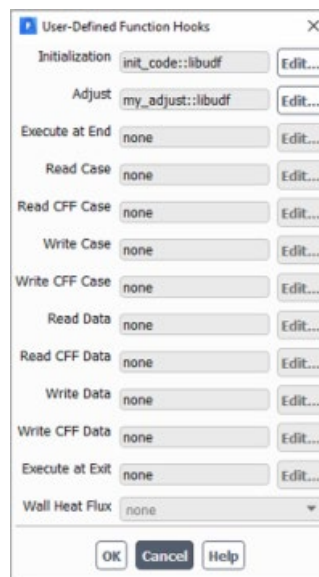 User-Defined Function Hooks
Initialization init_code::libudf Edit...
Adjust my_adjust::libudf Edit...
Execute at End none Edit...
Read Case none Edit...
Read CFF Case none Edit...
Write Case none Edit...
Write CFF Case none Edit...
Read Data none Edit...
Read CFF Data none Edit...
Write Data none Edit...
Write CFF Data none Edit...
Execute at Exit none Edit...
Wall Heat Flux none
OK Cancel Help